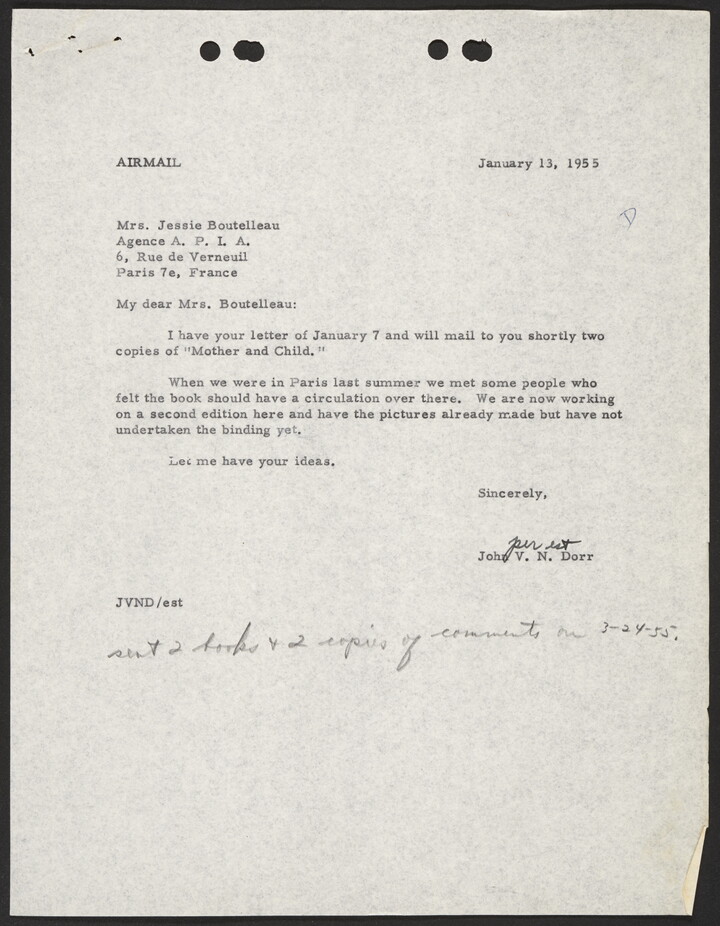 AIRMAIL January 13, 1955
D
Mrs. Jessie Boutelleau
Agence A. P. I. A.
6, Rue de Verneuil
Paris 7e, France
My dear Mrs. Boutelleau:
I have your letter of January 7 and will mail to you shortly two
copies of "Mother and Child."
When we were in Paris last summer we met some people who
felt the book should have a circulation over there. We are now working
on a second edition here and have the pictures already made but have not
undertaken the binding yet.
Let me have your ideas.
Sincerely,
per est
John V. N. Dorr
JVND/est
sent 2 books & 2 copies of comments on 3-24-55.